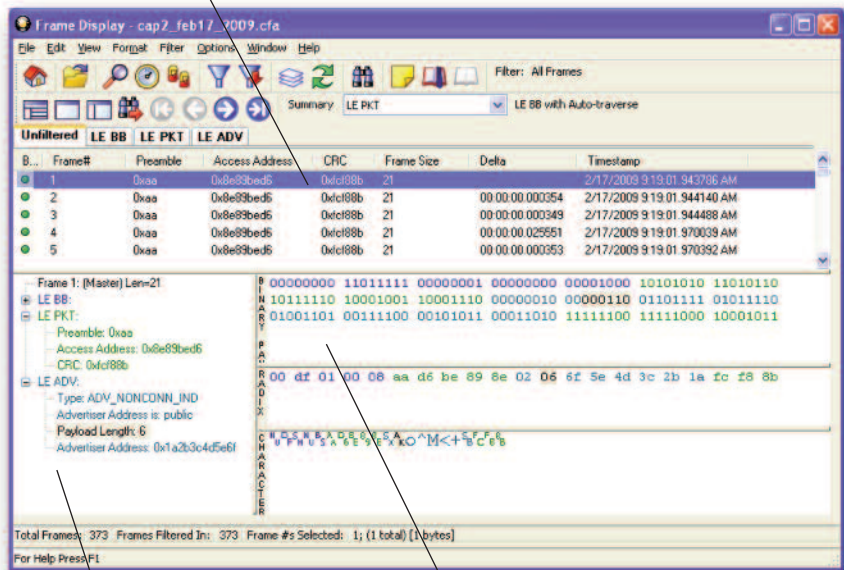 Frame Display - cap2_feb17_2009.cfa
File Edit View Format Filter Options Window Help
Filter: All Frames
Summary LE PKT LE BB with Auto-traverse
Unfiltered LE BB LE PKT LE ADV
B... Frame# Preamble Access Address CRC Frame Size Delta Timestamp
1 0xaa 0x8e89bed6 0xfcf88b 21 2/17/2009 9:19:01.943786 AM
2 0xaa 0x8e89bed6 0xfcf88b 21 00:00:00.000354 2/17/2009 9:19:01.944140 AM
3 0xaa 0x8e89bed6 0xfcf88b 21 00:00:00.000349 2/17/2009 9:19:01.944488 AM
4 0xaa 0x8e89bed6 0xfcf88b 21 00:00:00.025551 2/17/2009 9:19:01.970039 AM
5 0xaa 0x8e89bed6 0xfcf88b 21 00:00:00.000353 2/17/2009 9:19:01.970392 AM
Frame 1: (Master) Len=21
LE BB:
LE PKT:
Preamble: 0xaa
Access Address: 0x8e89bed6
CRC: 0xfcf88b
LE ADV:
Type: ADV_NONCONN_IND
Advertiser Address is: public
Payload Length: 6
Advertiser Address: 0x1a2b3c4d5e6f
BINARY
00000000 11011111 00000001 00000000 00001000 10101010 11010110
10111110 10001001 10001110 00000010 00000110 01101111 01011110
01001101 00111100 00101011 00011010 11111100 11111000 10001011
RADIX
00 df 01 00 08 aa d6 be 89 8e 02 06 6f 5e 4d 3c 2b 1a fc f8 8b
CHARACTER
Total Frames: 373 Frames Filtered In: 373 Frame #s Selected: 1; (1 total) [1 bytes]
For Help Press F1